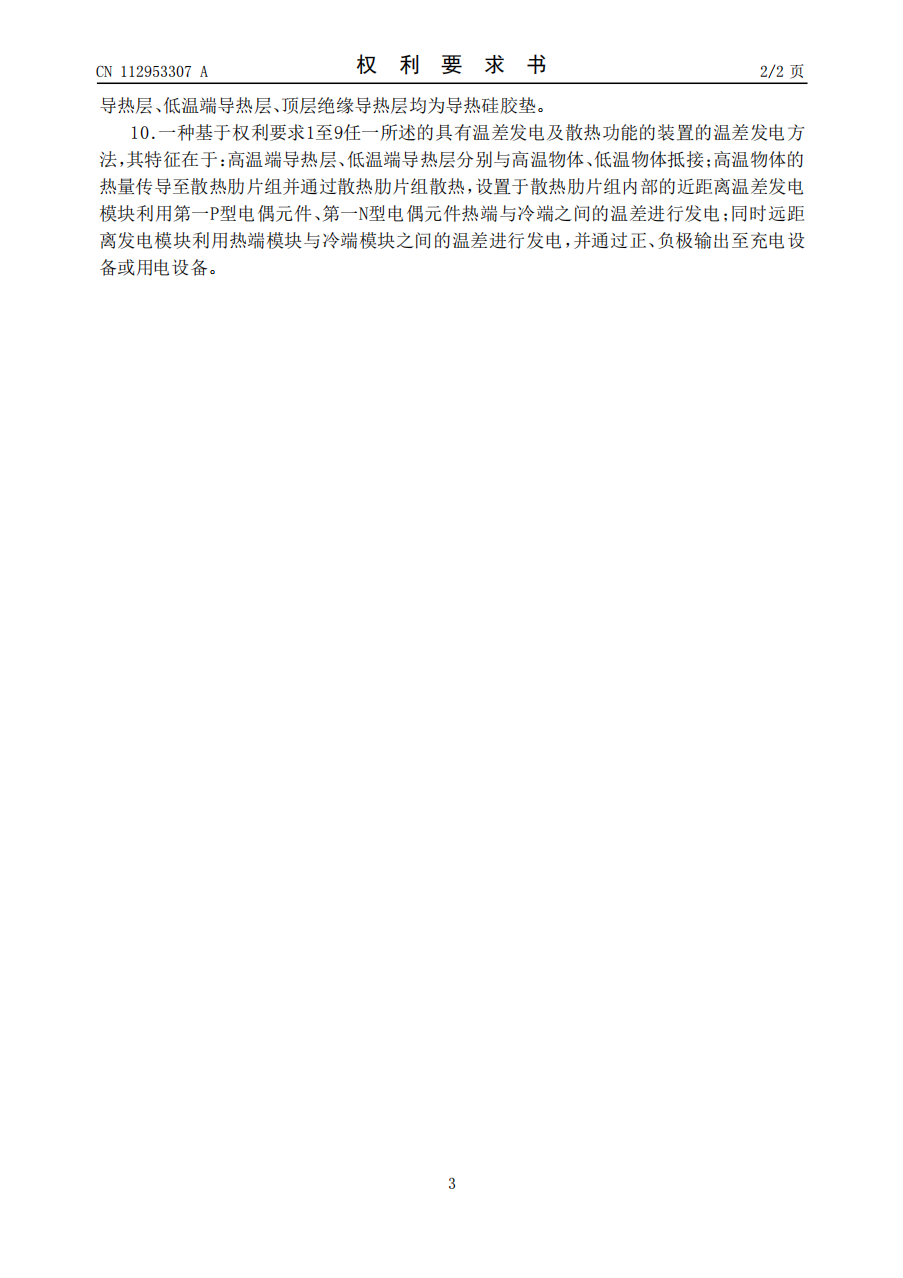 CN 112953307 A
权利要求书
2/2 页
导热层、低温端导热层、顶层绝缘导热层均为导热硅胶垫。
10.一种基于权利要求1至9任一所述的具有温差发电及散热功能的装置的温差发电方
法,其特征在于:高温端导热层、低温端导热层分别与高温物体、低温物体抵接;高温物体的
热量传导至散热肋片组并通过散热肋片组散热,设置于散热肋片组内部的近距离温差发电
模块利用第一P型电偶元件、第一N型电偶元件热端与冷端之间的温差进行发电;同时远距
离发电模块利用热端模块与冷端模块之间的温差进行发电,并通过正、负极输出至充电设
备或用电设备。
3